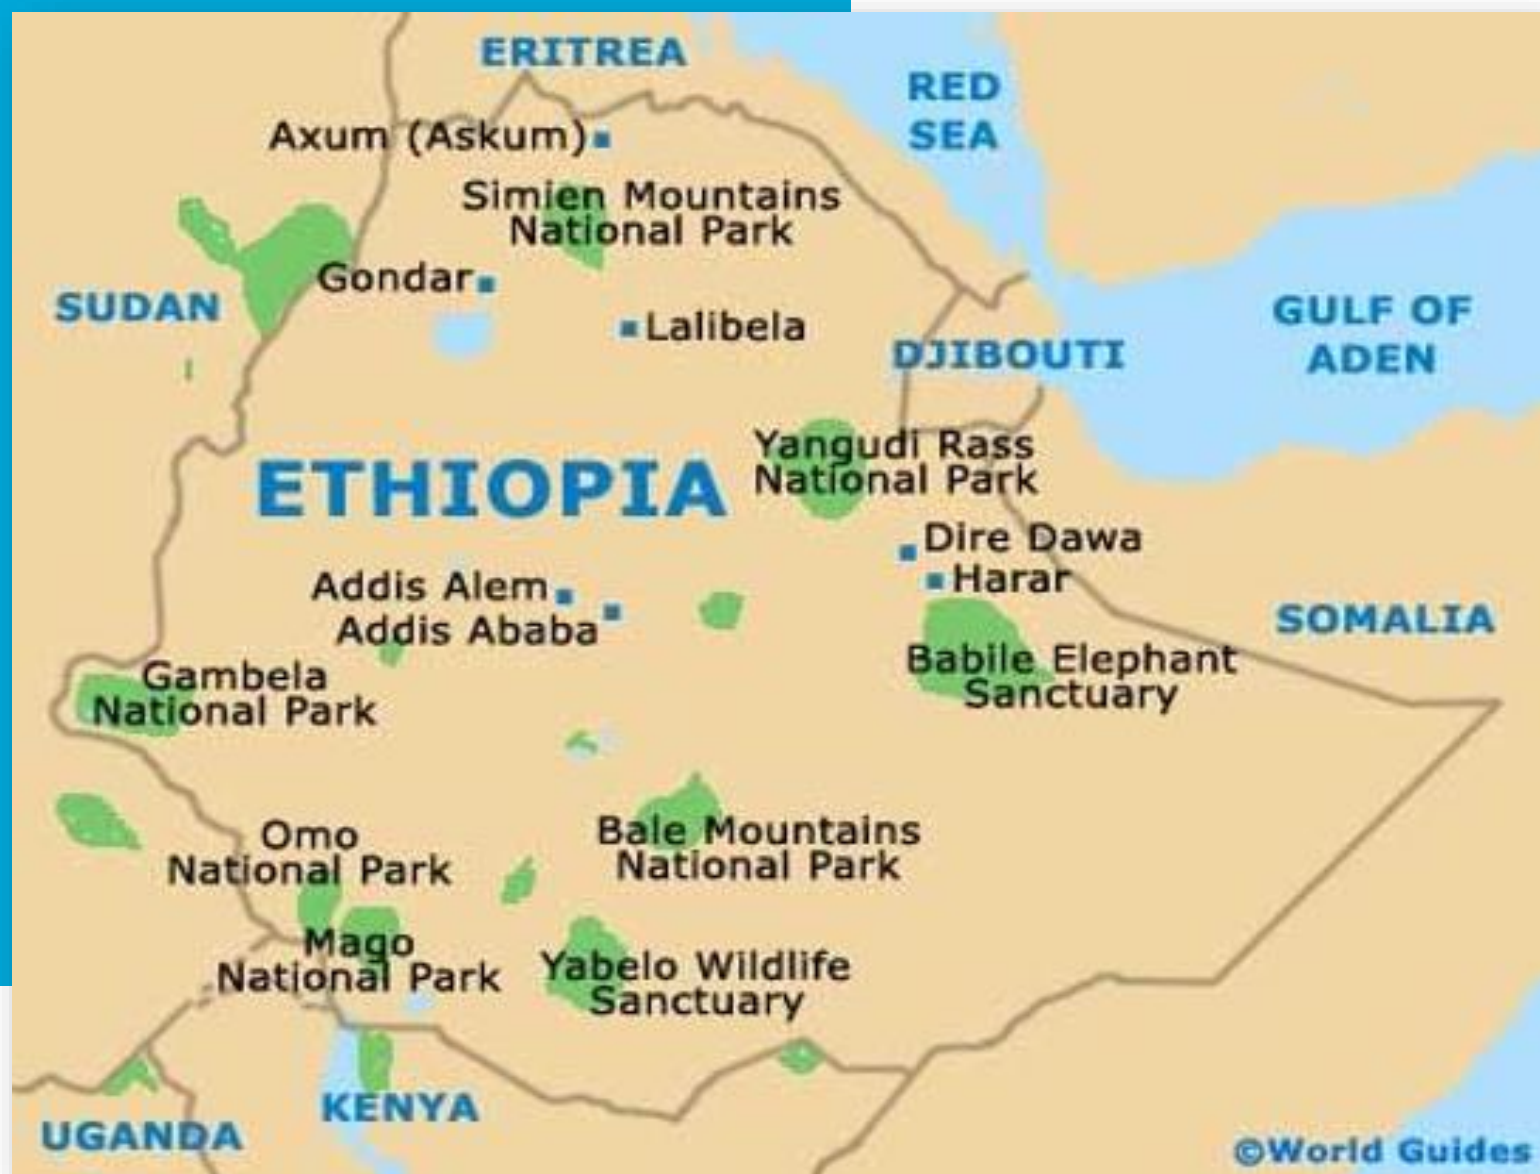 ERITREA
RED
SEA
Axum (Askum)
Simien Mountains
National Park
Gondar
SUDAN
Lalibela
GULF OF
ADEN
DJIBOUTI
Yangudi Rass
National Park
ETHIOPIA
Dire Dawa
Harar
Addis Alem
Addis Ababa
SOMALIA
Babile Elephant
Sanctuary
Gambela
National Park
Omo
National Park
Bale Mountains
National Park
Mago
National Park
Yabelo Wildlife
Sanctuary
KENYA
UGANDA
©World Guides